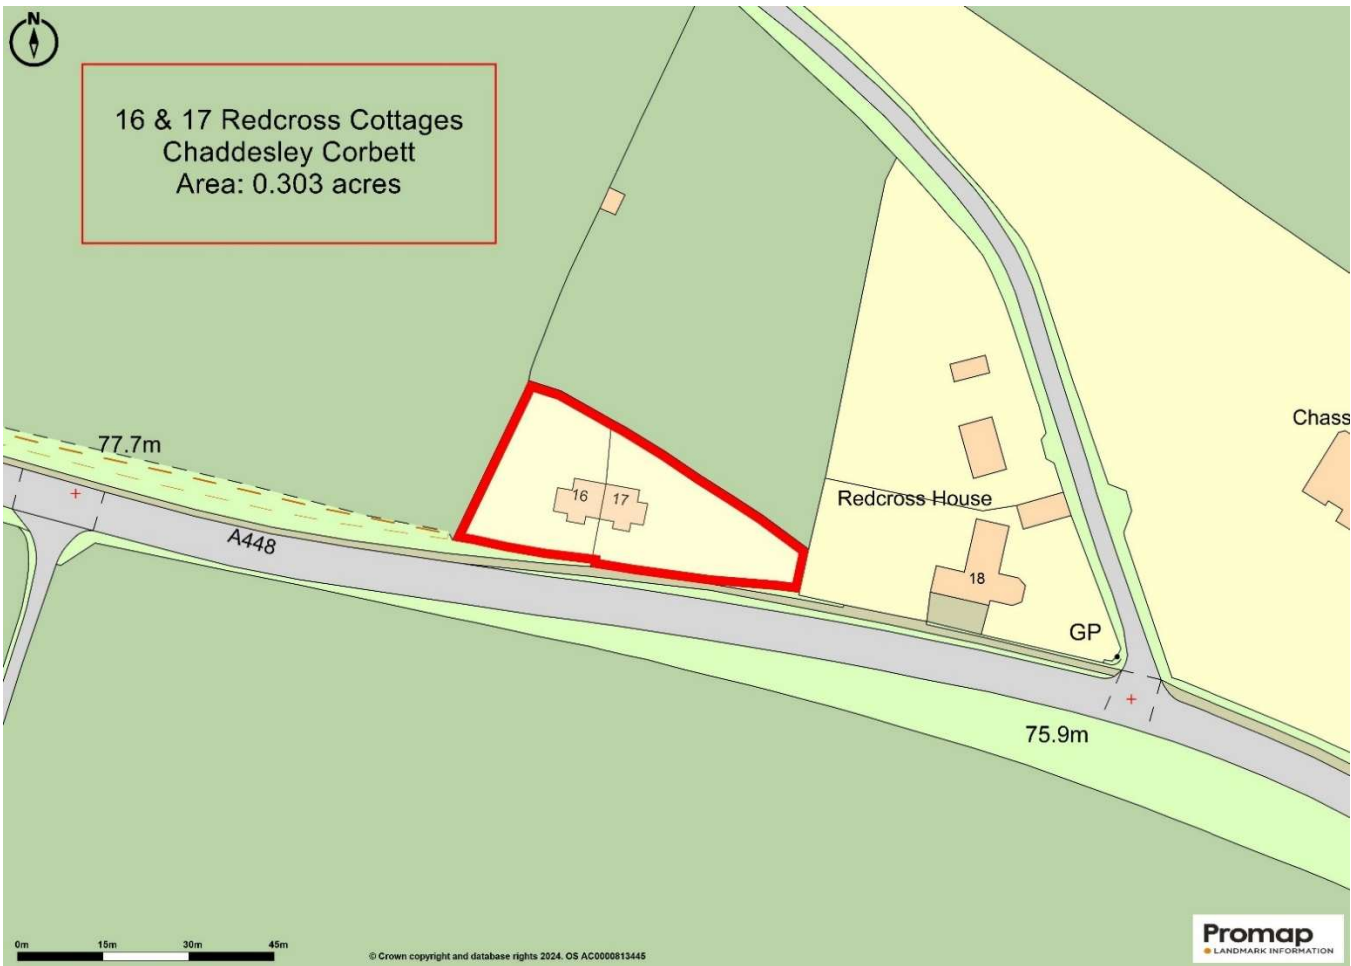 N
16 & 17 Redcross Cottages
Chaddesley Corbett
Area: 0.303 acres
77.7m
A448
16
17
Redcross House
18
GP
Chass
75.9m
0m 15m 30m 45m
© Crown copyright and database rights 2024. OS AC0000813445
Promap
LANDMARK INFORMATION